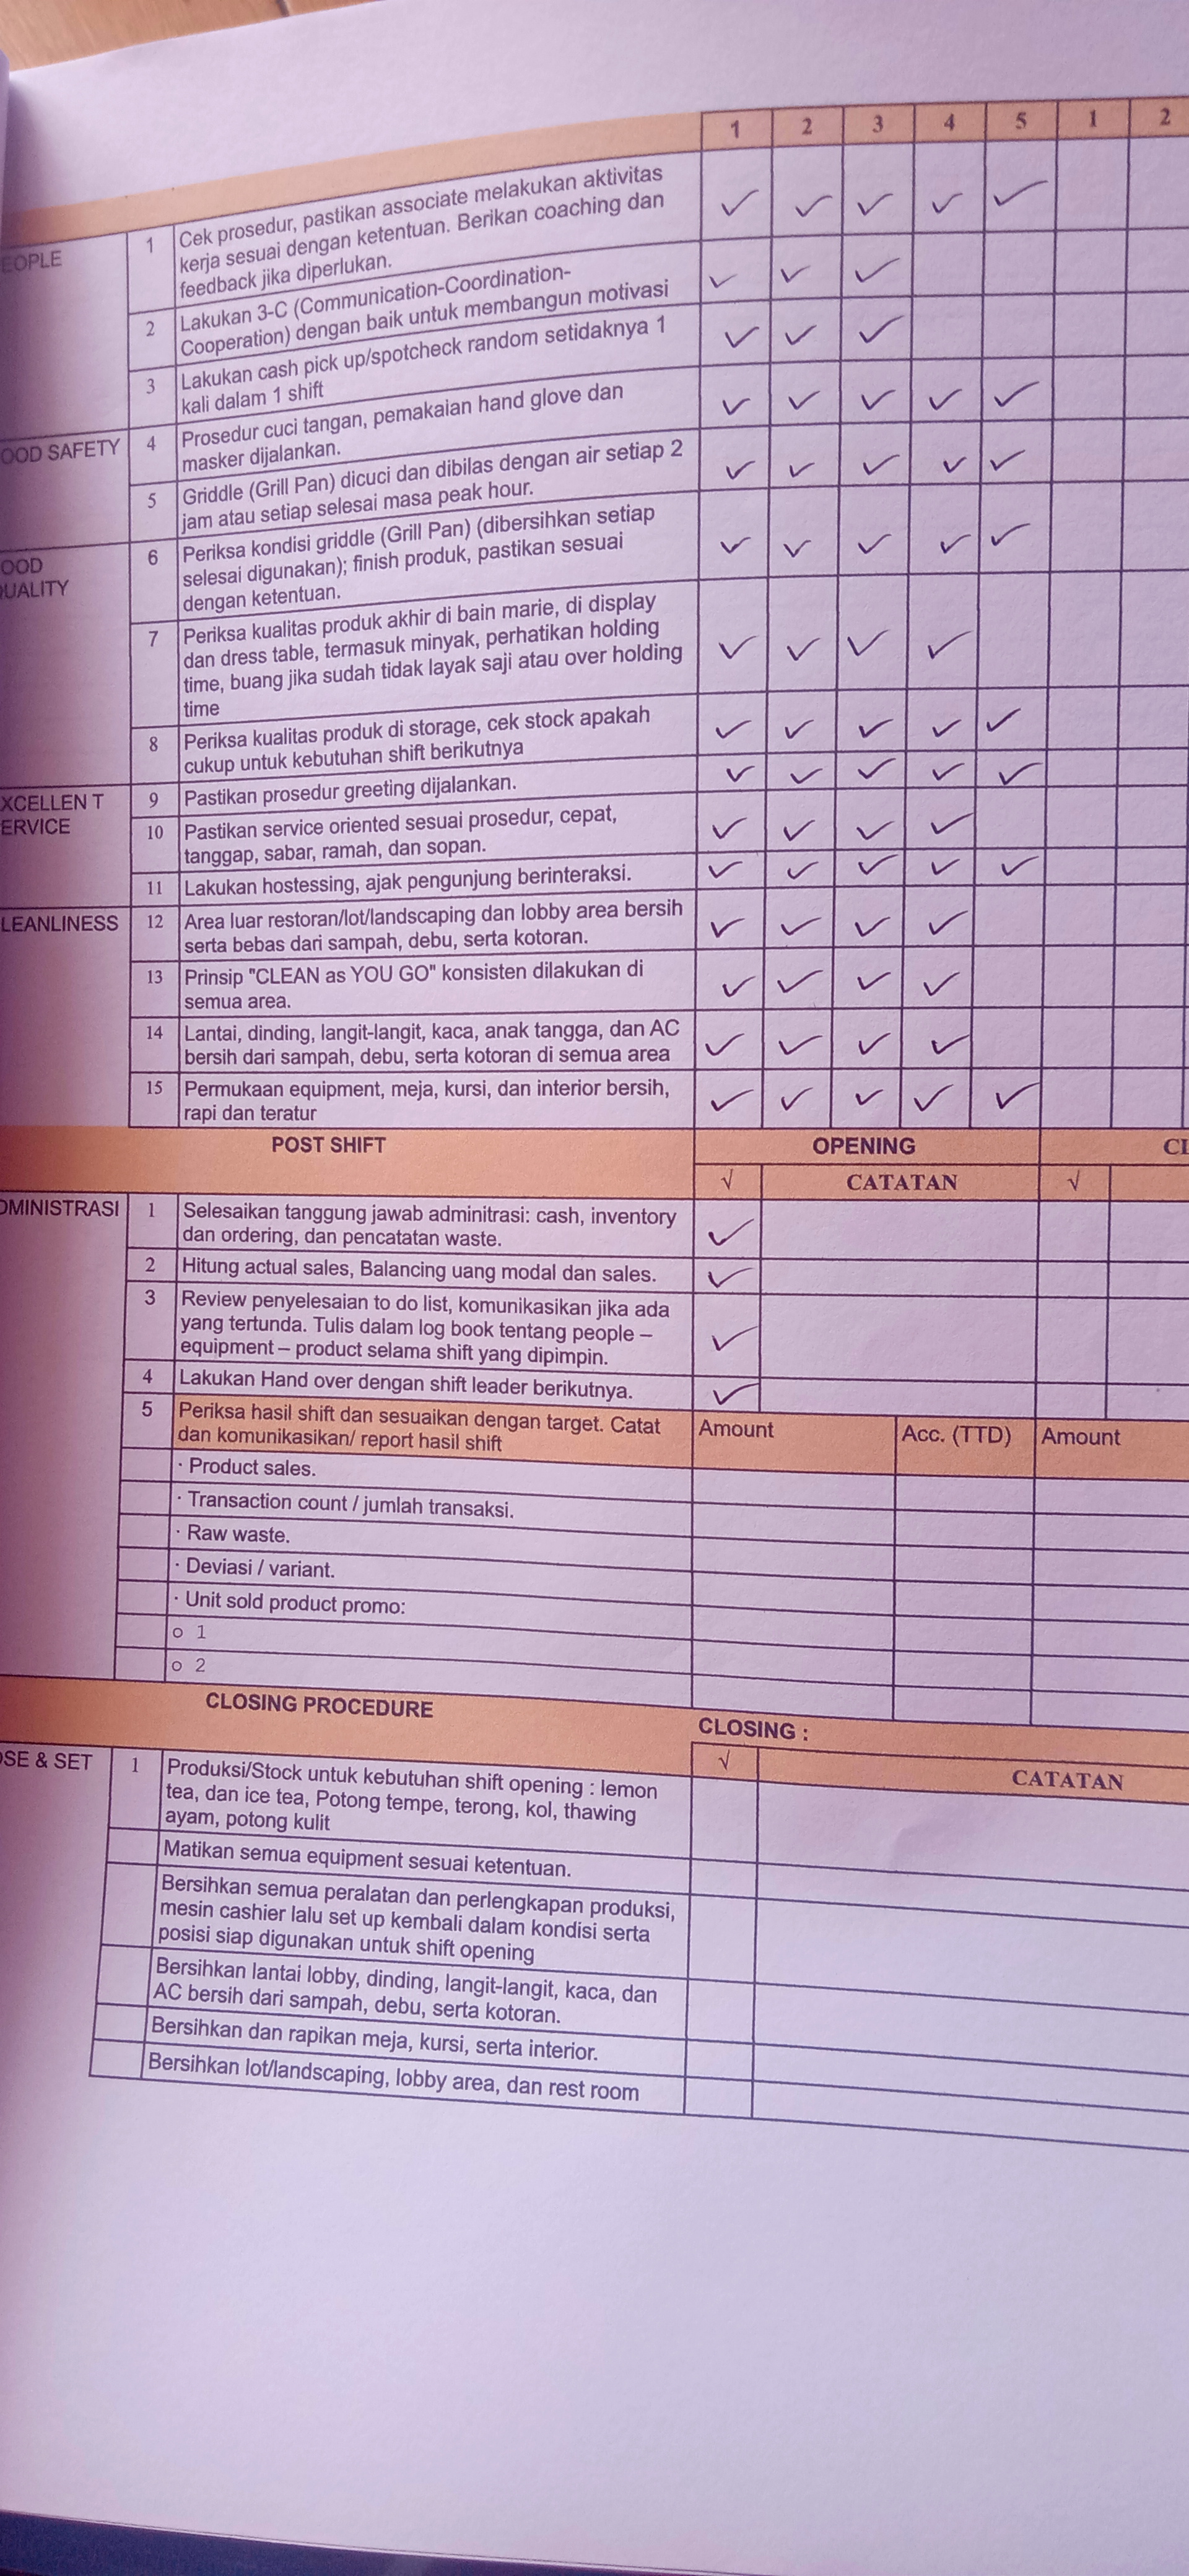 1 2 3 4 5 1 2
EOPLE
1 Cek prosedur, pastikan associate melakukan aktivitas
kerja sesuai dengan ketentuan. Berikan coaching dan
feedback jika diperlukan.
✓ ✓ ✓ ✓ ✓
2 Lakukan 3-C (Communication-Coordination-
Cooperation) dengan baik untuk membangun motivasi
✓ ✓ ✓
3 Lakukan cash pick up/spotcheck random setidaknya 1
kali dalam 1 shift
✓ ✓ ✓
OOD SAFETY
4 Prosedur cuci tangan, pemakaian hand glove dan
masker dijalankan.
✓ ✓ ✓ ✓ ✓
5 Griddle (Grill Pan) dicuci dan dibilas dengan air setiap 2
jam atau setiap selesai masa peak hour.
✓ ✓ ✓ ✓ ✓
OOD
UALITY
6 Periksa kondisi griddle (Grill Pan) (dibersihkan setiap
selesai digunakan); finish produk, pastikan sesuai
dengan ketentuan.
✓ ✓ ✓ ✓ ✓
7 Periksa kualitas produk akhir di bain marie, di display
dan dress table, termasuk minyak, perhatikan holding
time, buang jika sudah tidak layak saji atau over holding
time
✓ ✓ ✓ ✓
8 Periksa kualitas produk di storage, cek stock apakah
cukup untuk kebutuhan shift berikutnya
✓ ✓ ✓ ✓ ✓
XCELLEN T
ERVICE
9 Pastikan prosedur greeting dijalankan.
✓ ✓ ✓ ✓ ✓
10 Pastikan service oriented sesuai prosedur, cepat,
tanggap, sabar, ramah, dan sopan.
✓ ✓ ✓ ✓
11 Lakukan hostessing, ajak pengunjung berinteraksi.
✓ ✓ ✓ ✓ ✓
LEANLINESS
12 Area luar restoran/lot/landscaping dan lobby area bersih
serta bebas dari sampah, debu, serta kotoran.
✓ ✓ ✓ ✓
13 Prinsip "CLEAN as YOU GO" konsisten dilakukan di
semua area.
✓ ✓ ✓ ✓
14 Lantai, dinding, langit-langit, kaca, anak tangga, dan AC
bersih dari sampah, debu, serta kotoran di semua area
✓ ✓ ✓ ✓
15 Permukaan equipment, meja, kursi, dan interior bersih,
rapi dan teratur
✓ ✓ ✓ ✓ ✓
POST SHIFT OPENING CL
√ CATATAN √
DMINISTRASI
1 Selesaikan tanggung jawab adminitrasi: cash, inventory
dan ordering, dan pencatatan waste.
✓
2 Hitung actual sales, Balancing uang modal dan sales.
✓
3 Review penyelesaian to do list, komunikasikan jika ada
yang tertunda. Tulis dalam log book tentang people –
equipment – product selama shift yang dipimpin.
✓
4 Lakukan Hand over dengan shift leader berikutnya.
✓
5 Periksa hasil shift dan sesuaikan dengan target. Catat
dan komunikasikan/ report hasil shift
Amount Acc. (TTD) Amount
· Product sales.
· Transaction count / jumlah transaksi.
· Raw waste.
· Deviasi / variant.
· Unit sold product promo:
o 1
o 2
CLOSING PROCEDURE CLOSING :
√ CATATAN
OSE & SET
1 Produksi/Stock untuk kebutuhan shift opening : lemon
tea, dan ice tea, Potong tempe, terong, kol, thawing
ayam, potong kulit
Matikan semua equipment sesuai ketentuan.
Bersihkan semua peralatan dan perlengkapan produksi,
mesin cashier lalu set up kembali dalam kondisi serta
posisi siap digunakan untuk shift opening
Bersihkan lantai lobby, dinding, langit-langit, kaca, dan
AC bersih dari sampah, debu, serta kotoran.
Bersihkan dan rapikan meja, kursi, serta interior.
Bersihkan lot/landscaping, lobby area, dan rest room